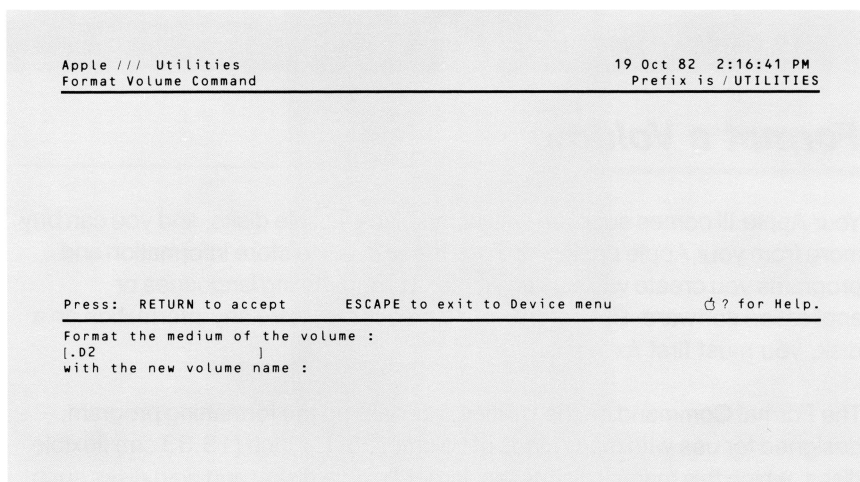 Apple /// Utilities 19 Oct 82 2:16:41 PM
Format Volume Command Prefix is /UTILITIES
Press: RETURN to accept ESCAPE to exit to Device menu ? for Help.
Format the medium of the volume :
[.D2 ]
with the new volume name :